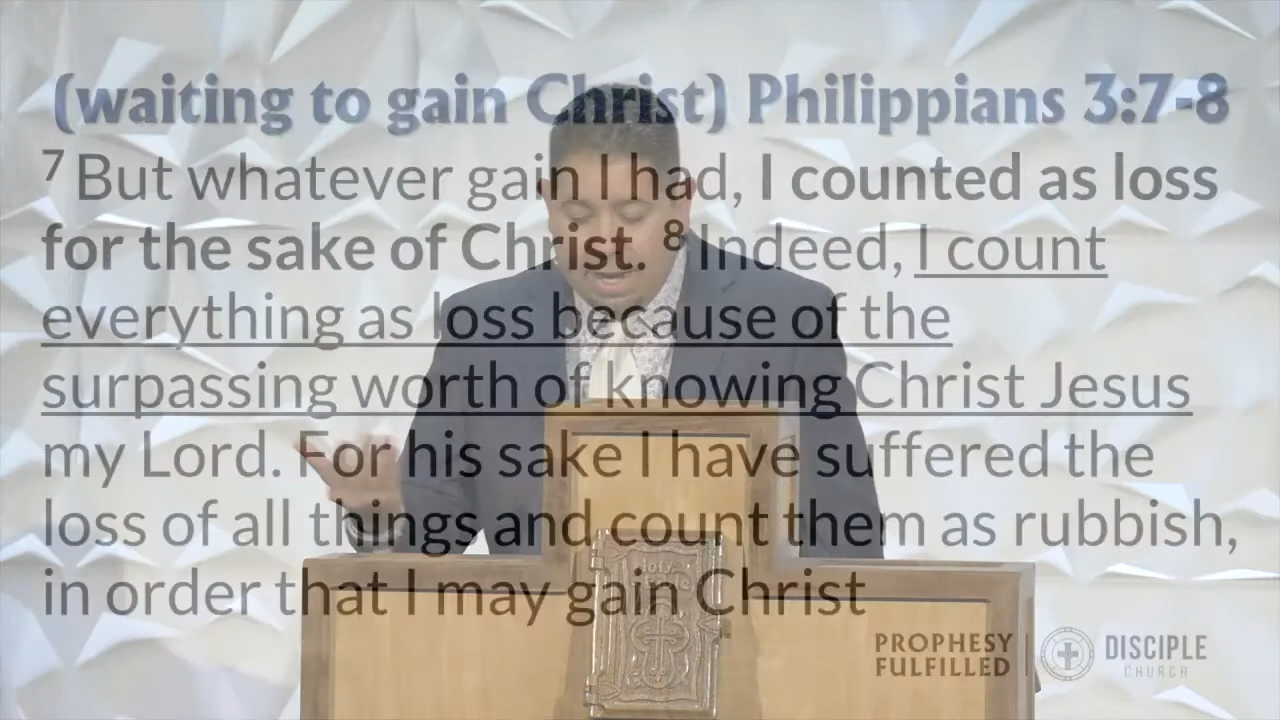 (waiting to gain Christ) Philippians 3:7-8
7 But whatever gain I had, I counted as loss
for the sake of Christ. 8 Indeed, I count
everything as loss because of the
surpassing worth of knowing Christ Jesus
my Lord. For his sake I have suffered the
loss of all things and count them as rubbish,
in order that I may gain Christ
Holy
PROPHESY
FULFILLED
DISCIPLE
CHURCH